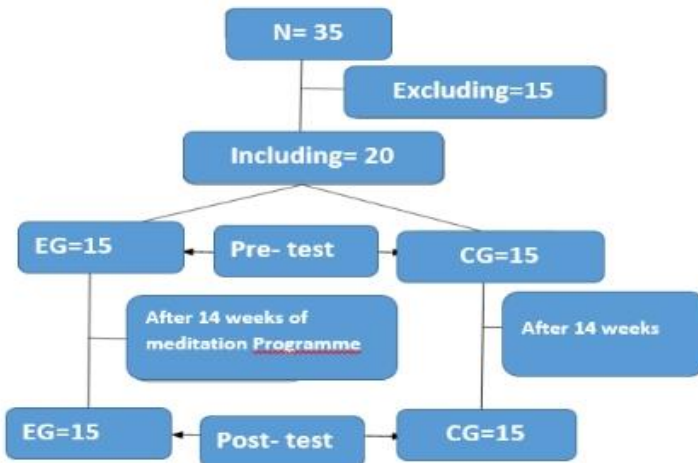 N= 35
Excluding=15
Including= 20
EG=15
Pre- test
CG=15
After 14 weeks of
meditation Programme
After 14 weeks
EG=15
Post- test
CG=15